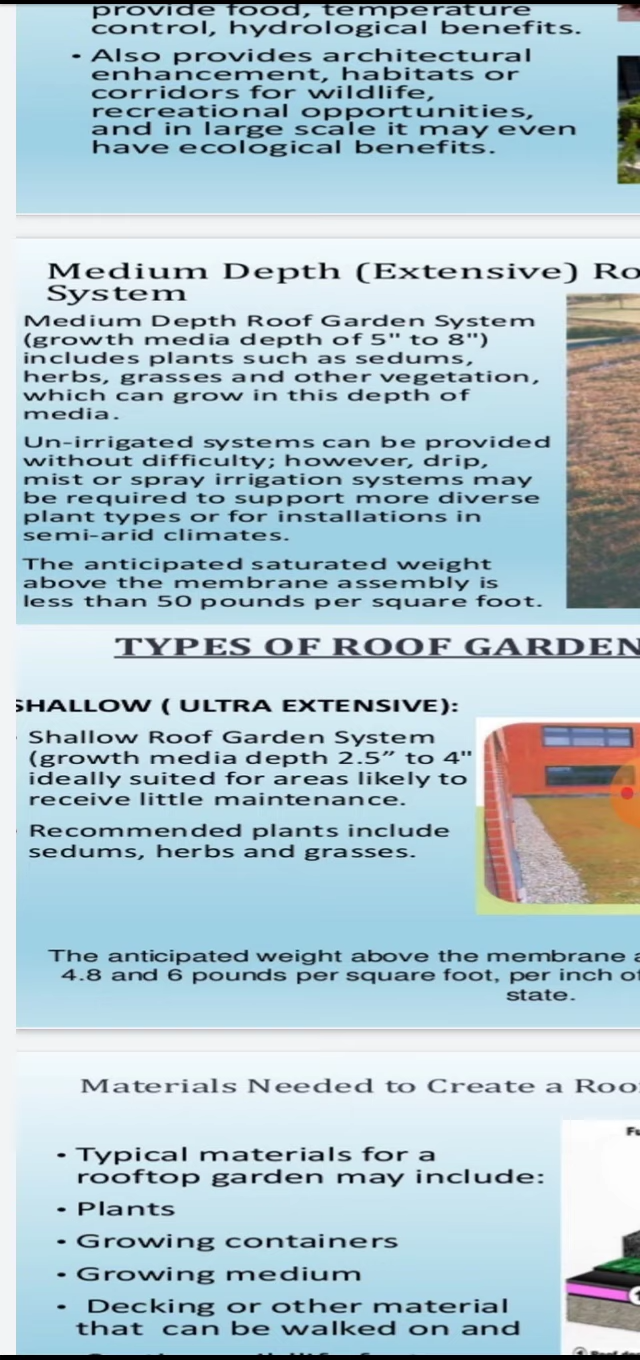 provide food, temperature
control, hydrological benefits.
• Also provides architectural
enhancement, habitats or
corridors for wildlife,
recreational opportunities,
and in large scale it may even
have ecological benefits.
Medium Depth (Extensive) Ro
System
Medium Depth Roof Garden System
(growth media depth of 5" to 8")
includes plants such as sedums,
herbs, grasses and other vegetation,
which can grow in this depth of
media.
Un-irrigated systems can be provided
without difficulty; however, drip,
mist or spray irrigation systems may
be required to support more diverse
plant types or for installations in
semi-arid climates.
The anticipated saturated weight
above the membrane assembly is
less than 50 pounds per square foot.
TYPES OF ROOF GARDEN
SHALLOW ( ULTRA EXTENSIVE):
Shallow Roof Garden System
(growth media depth 2.5” to 4"
ideally suited for areas likely to
receive little maintenance.
Recommended plants include
sedums, herbs and grasses.
The anticipated weight above the membrane a
4.8 and 6 pounds per square foot, per inch of
state.
Materials Needed to Create a Roo
• Typical materials for a
rooftop garden may include:
• Plants
• Growing containers
• Growing medium
• Decking or other material
that can be walked on and
Fu
1